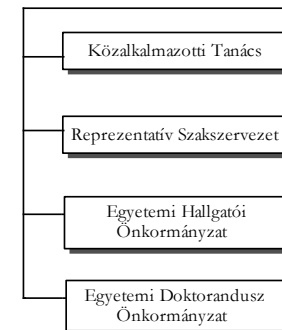 Közalkalmazotti Tanács
Reprezentatív Szakszervezet
Egyetemi Hallgatói
Önkormányzat
Egyetemi Doktorandusz
Önkormányzat